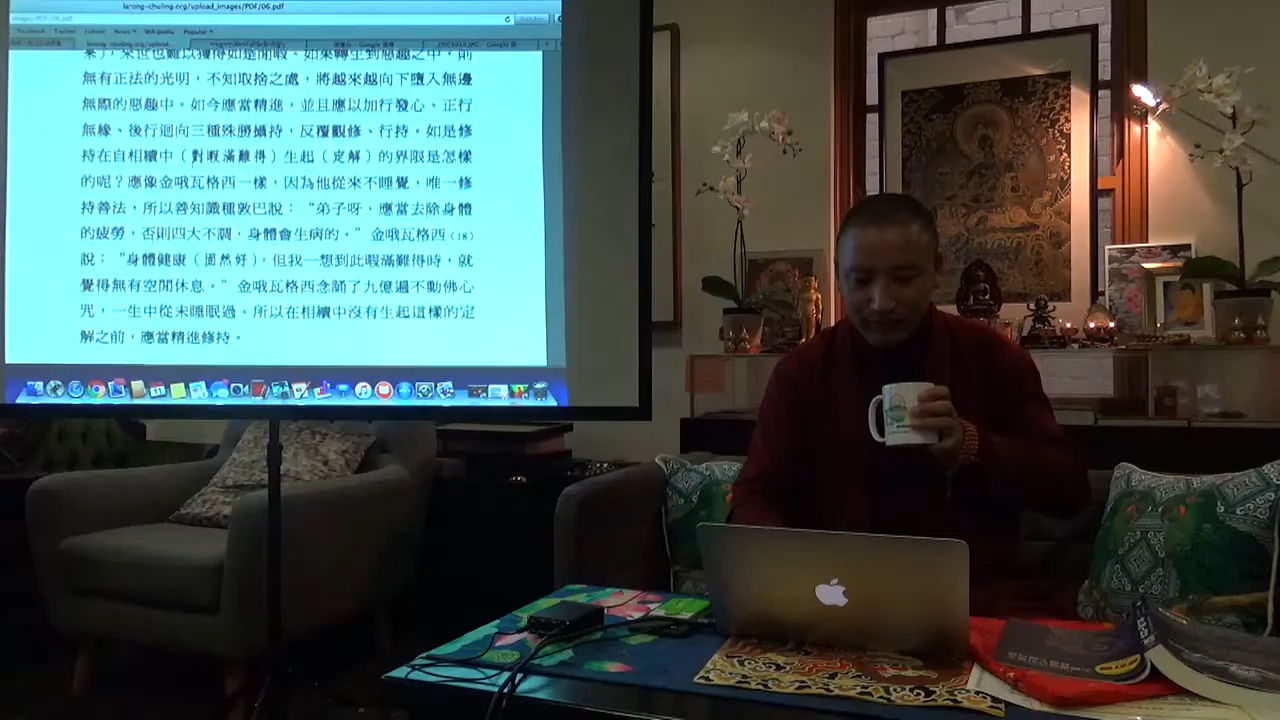 larong-chuling.org/upload_images/PDF/06.pdf
Facebook Twitter News Wikipedia Popular
來)，來世也難以獲得如是閒暇。如果轉生到惡趣之中，則
無有正法的光明，不知取捨之處，將越來越向下墮入無邊
無際的惡趣中。如今應當精進，並且應以加行發心、正行
無緣、後行迴向三種殊勝攝持，反覆觀修、行持。如是修
持在自相續中（對暇滿難得）生起（定解）的界限是怎樣
的呢？應像金哦瓦格西一樣，因為他從來不睡覺，唯一修
持善法，所以善知識種敦巴說：“弟子呀，應當去除身體
的疲勞，否則四大不調，身體會生病的。”金哦瓦格西（18）
說：“身體健康（固然好），但我一想到此暇滿難得時，就
覺得無有空閒休息。”金哦瓦格西念誦了九億遍不動佛心
咒，一生中從未睡眠過。所以在相續中沒有生起這樣的定
解之前，應當精進修持。